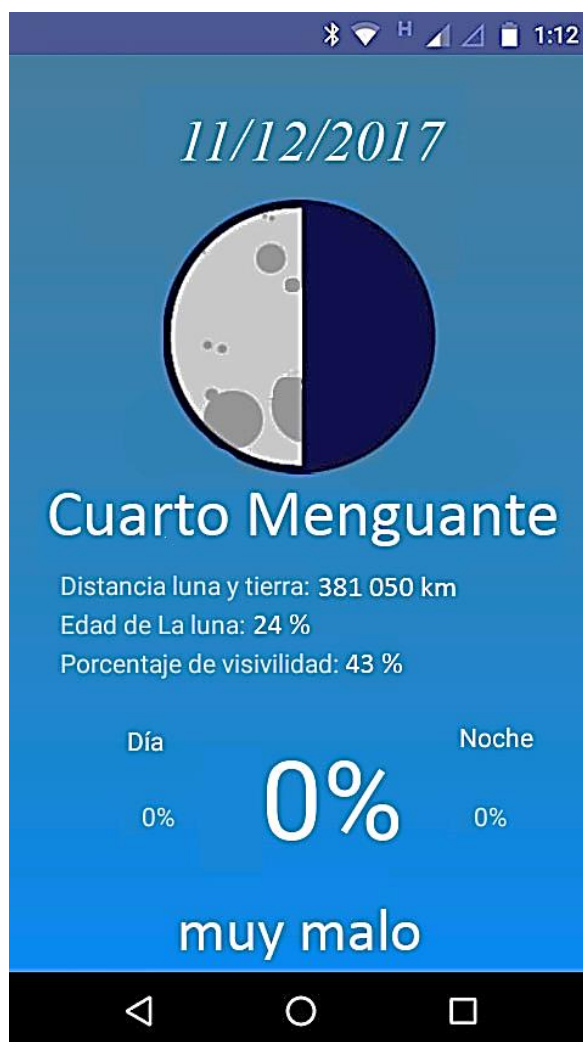 H 1:12
11/12/2017
Cuarto Menguante
Distancia luna y tierra: 381 050 km
Edad de La luna: 24 %
Porcentaje de visivilidad: 43 %
Día Noche
0% 0% 0%
muy malo